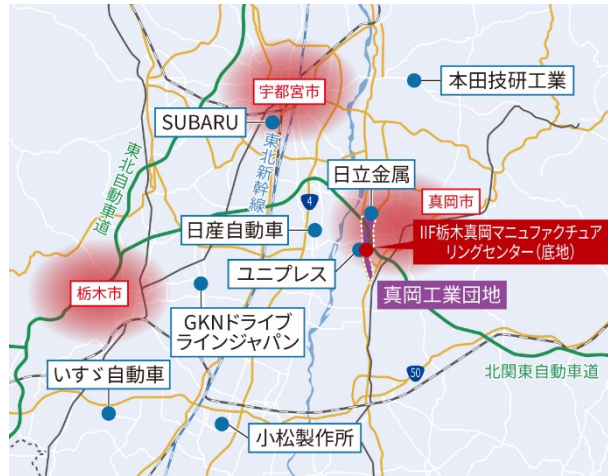 宇都宮市
本田技研工業
SUBARU
東北自動車道
東北新幹線
日立金属
4
真岡市
日産自動車
IIF栃木真岡マニュファクチュア
リングセンター(底地)
ユニプレス
栃木市
真岡工業団地
GKNドライブ
ラインジャパン
いすゞ自動車
50
北関東自動車道
小松製作所